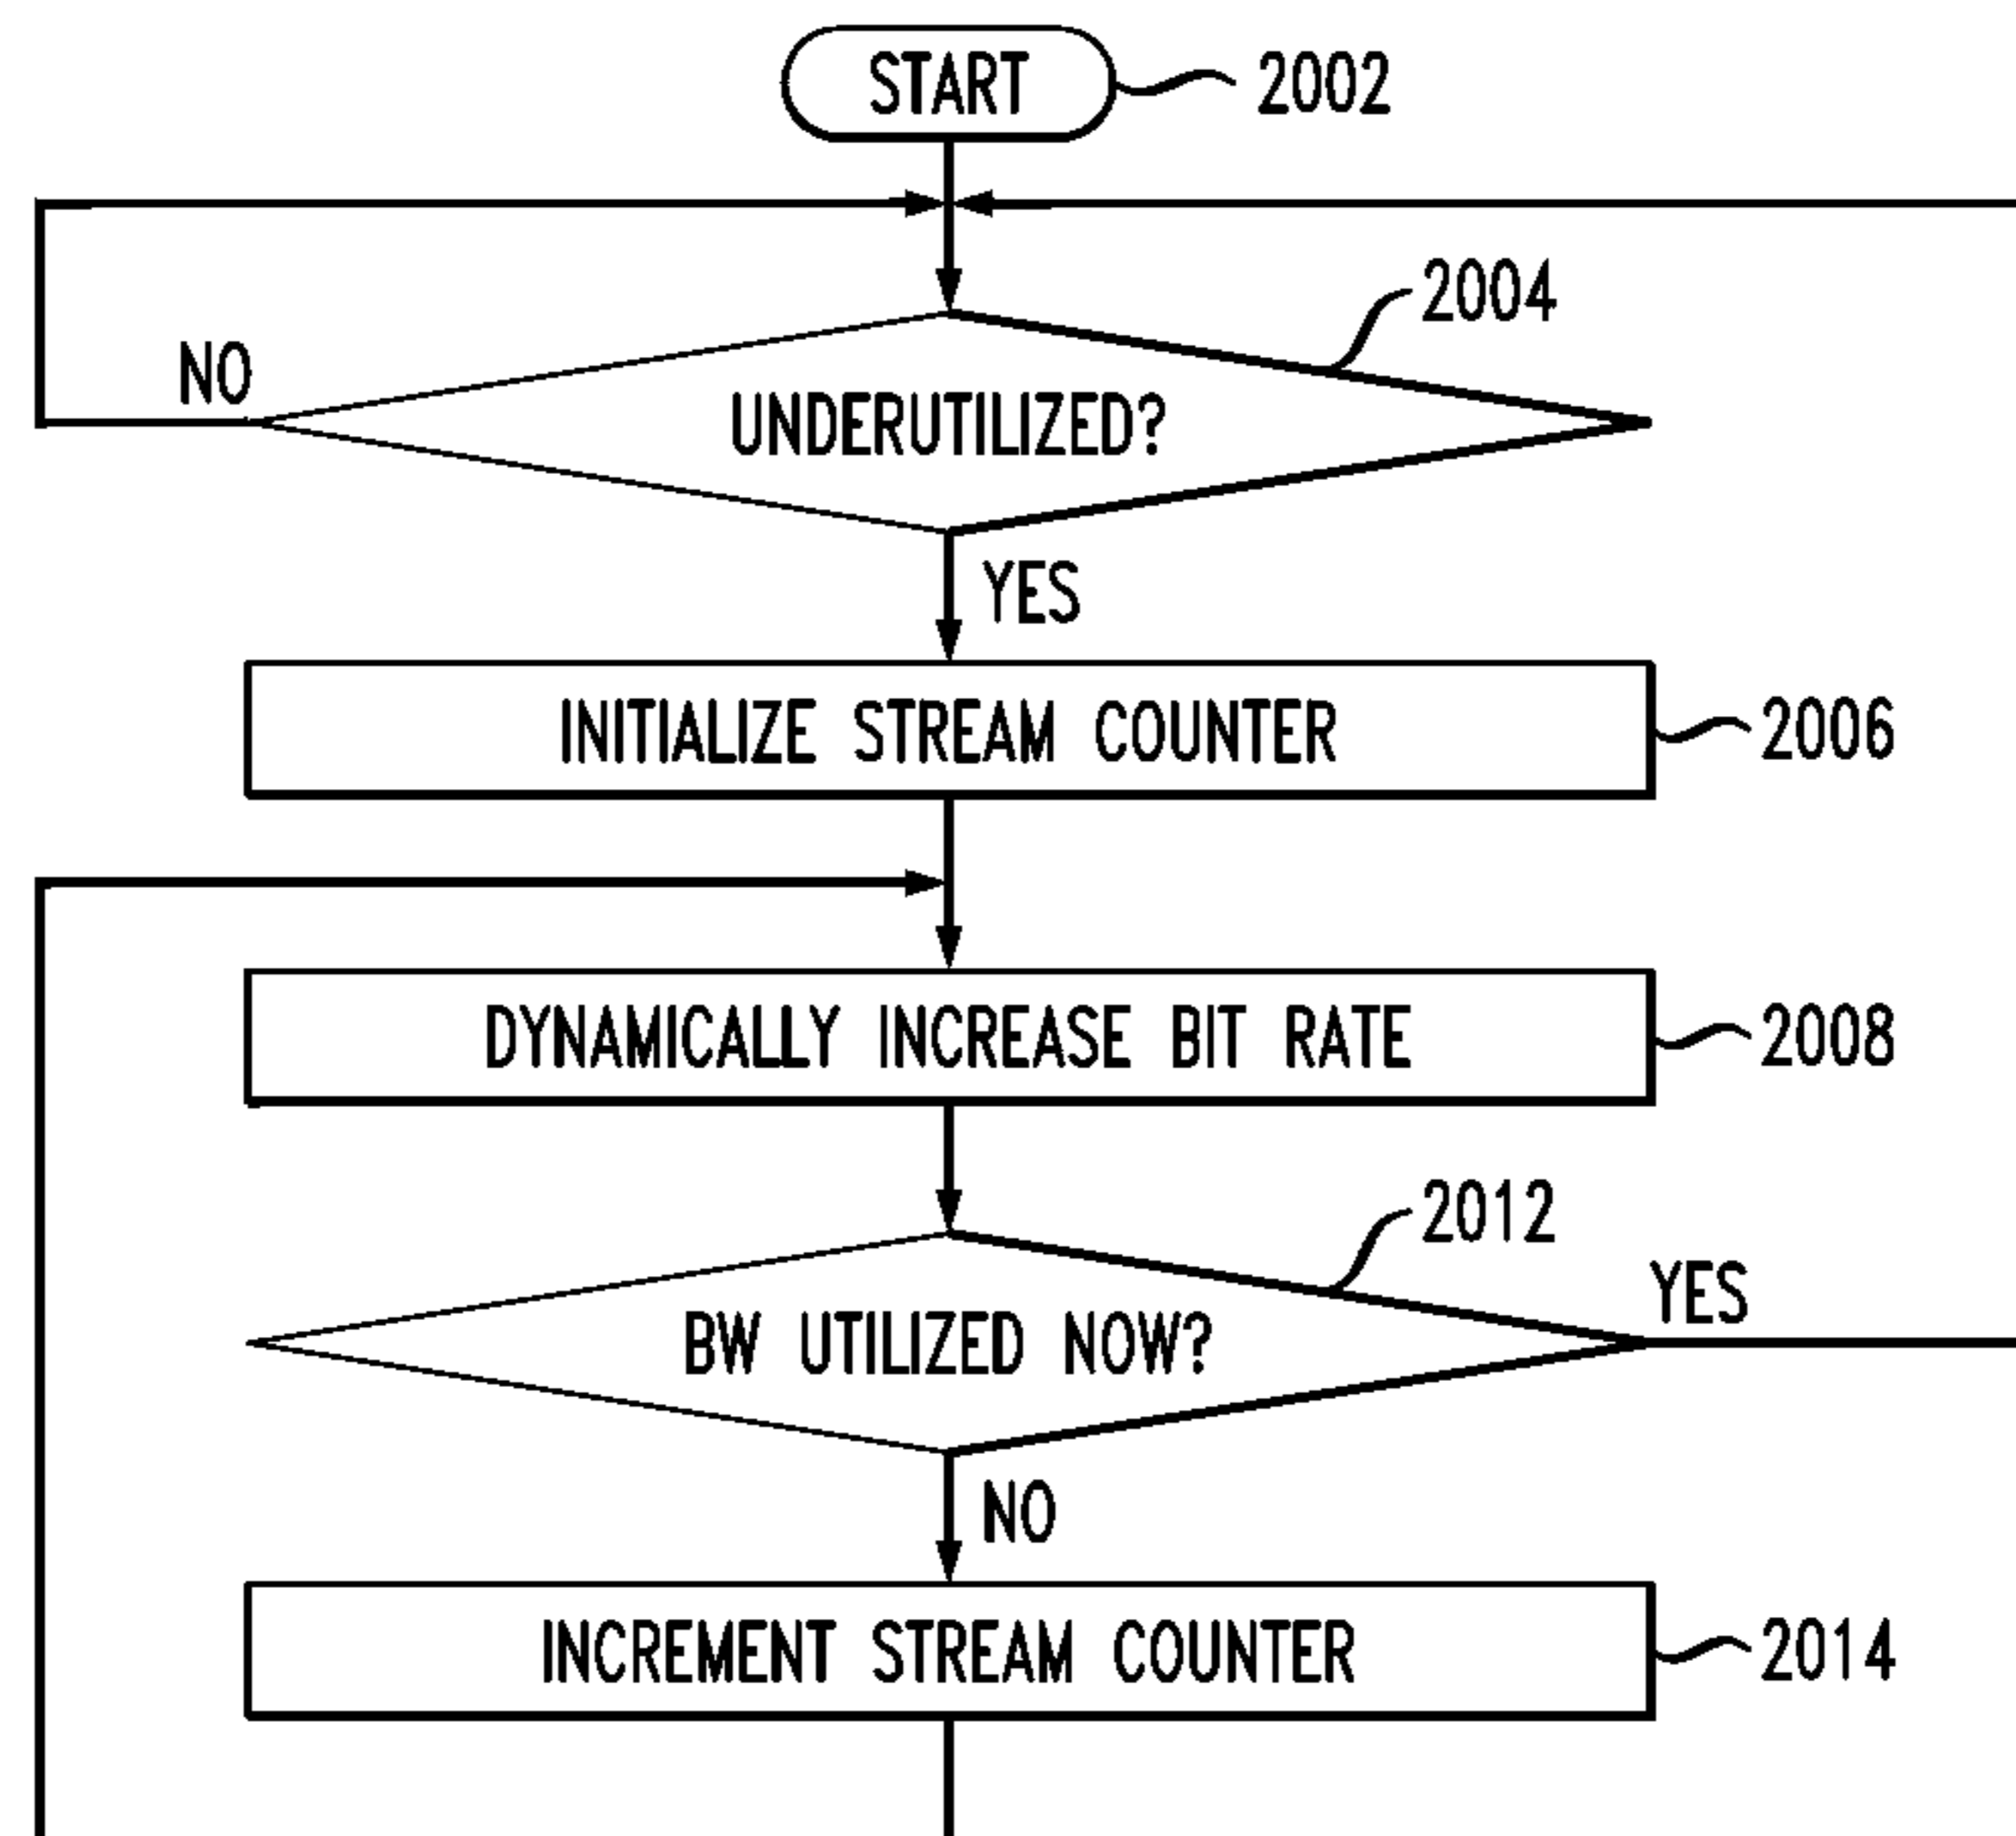 START
2002
2004
NO
UNDERUTILIZED?
YES
INITIALIZE STREAM COUNTER
2006
DYNAMICALLY INCREASE BIT RATE
2008
2012
YES
BW UTILIZED NOW?
NO
INCREMENT STREAM COUNTER
2014